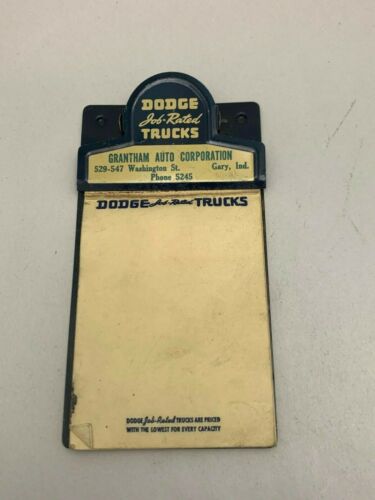 DODGE
Job-Rated
TRUCKS
GRANTHAM AUTO CORPORATION
529-547 Washington St. Gary, Ind.
Phone 5245
DODGE Job-Rated TRUCKS
DODGE Job-Rated TRUCKS ARE PRICED
WITH THE LOWEST FOR EVERY CAPACITY